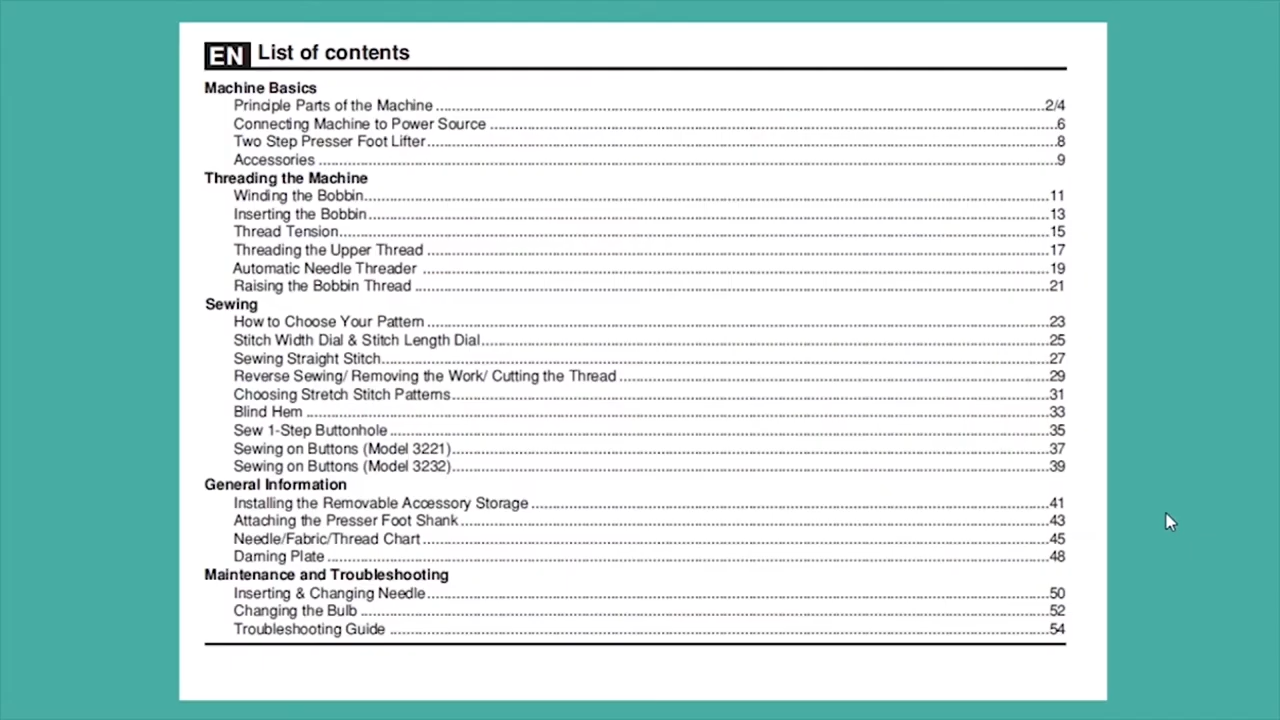 EN List of contents
Machine Basics
Principle Parts of the Machine 2/4
Connecting Machine to Power Source 6
Two Step Presser Foot Lifter 8
Accessories 9
Threading the Machine
Winding the Bobbin 11
Inserting the Bobbin 13
Thread Tension 15
Threading the Upper Thread 17
Automatic Needle Threader 19
Raising the Bobbin Thread 21
Sewing
How to Choose Your Pattern 23
Stitch Width Dial & Stitch Length Dial 25
Sewing Straight Stitch 27
Reverse Sewing/ Removing the Work/ Cutting the Thread 29
Choosing Stretch Stitch Patterns 31
Blind Hem 33
Sew 1-Step Buttonhole 35
Sewing on Buttons (Model 3221) 37
Sewing on Buttons (Model 3232) 39
General Information
Installing the Removable Accessory Storage 41
Attaching the Presser Foot Shank 43
Needle/Fabric/Thread Chart 45
Darning Plate 48
Maintenance and Troubleshooting
Inserting & Changing Needle 50
Changing the Bulb 52
Troubleshooting Guide 54